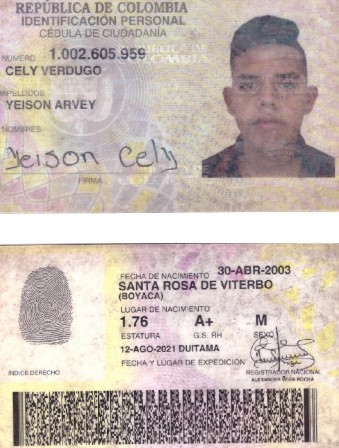 REPÚBLICA DE COLOMBIA
IDENTIFICACIÓN PERSONAL
CÉDULA DE CIUDADANÍA
NÚMERO 1.002.605.959
CELY VERDUGO
APELLIDOS
YEISON ARVEY
NOMBRES
Yeison Cely
FIRMA
FECHA DE NACIMIENTO 30-ABR-2003
SANTA ROSA DE VITERBO
(BOYACA)
LUGAR DE NACIMIENTO
1.76 A+ M
ESTATURA G.S. RH SEXO
12-AGO-2021 DUITAMA
FECHA Y LUGAR DE EXPEDICION
INDICE DERECHO
REGISTRADOR NACIONAL
ALEXANDER VEGA ROCHA